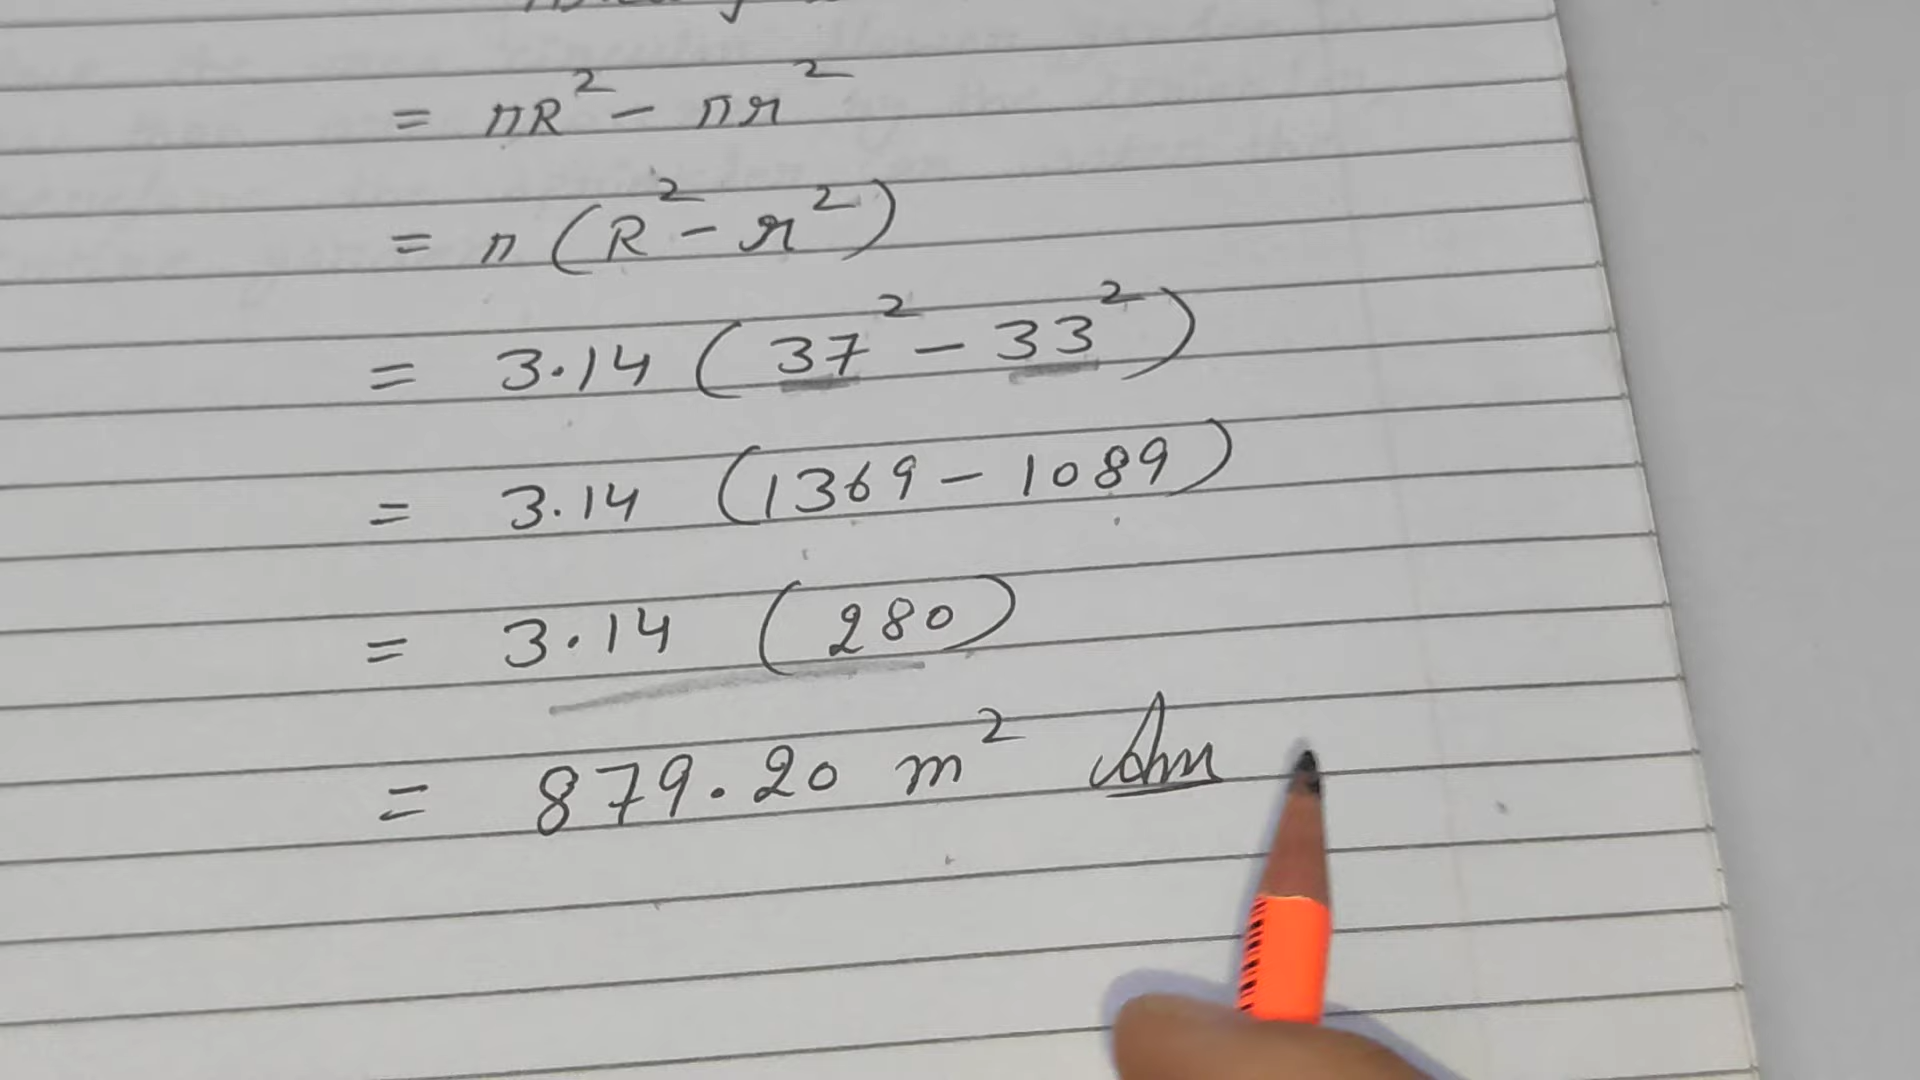 = πR² - πr²
= π (R² - r²)
= 3.14 (37² - 33²)
= 3.14 (1369 - 1089)
= 3.14 (280)
= 879.20 m² Ans